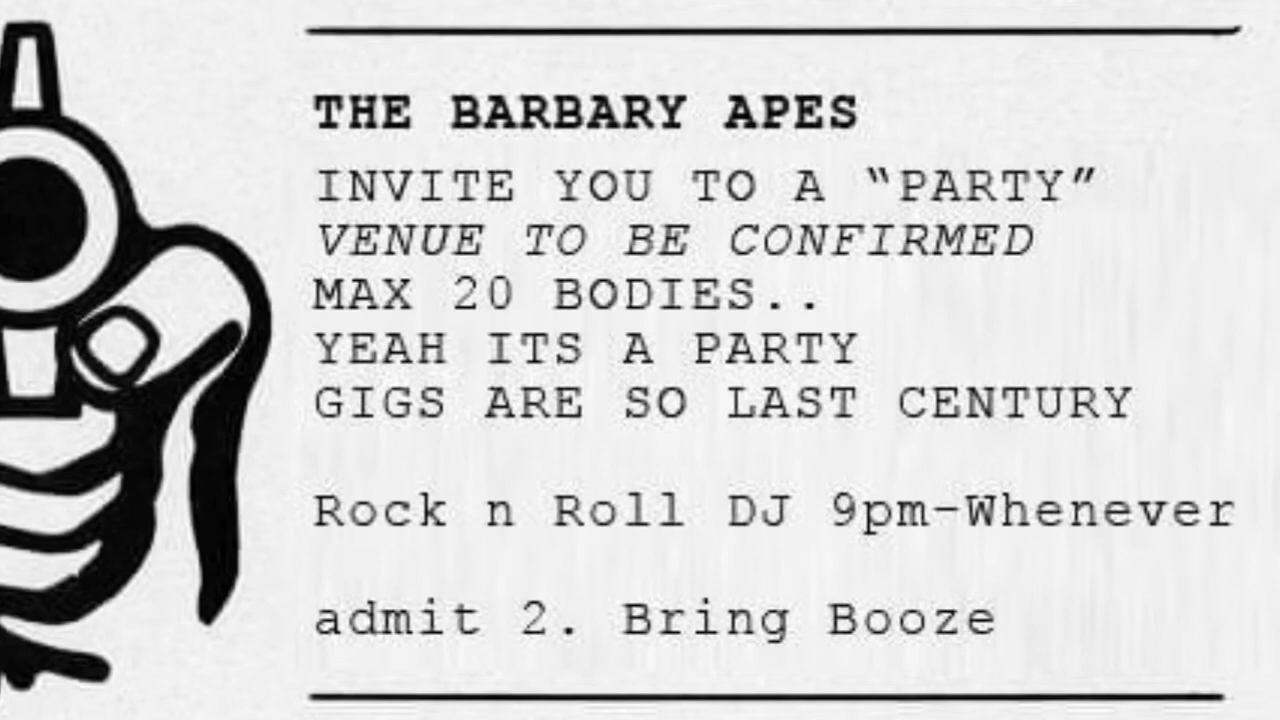 THE BARBARY APES
INVITE YOU TO A “PARTY”
VENUE TO BE CONFIRMED
MAX 20 BODIES..
YEAH ITS A PARTY
GIGS ARE SO LAST CENTURY
Rock n Roll DJ 9pm-Whenever
admit 2. Bring Booze